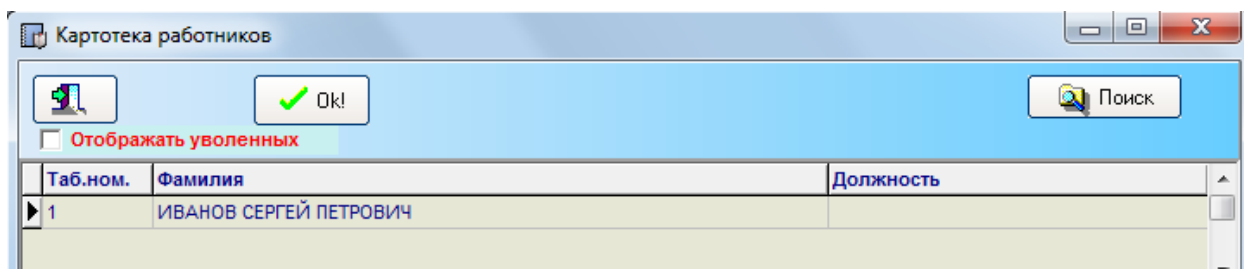 Картотека работников
Ok!
Поиск
Отображать уволенных
Таб.ном. Фамилия Должность
1 ИВАНОВ СЕРГЕЙ ПЕТРОВИЧ